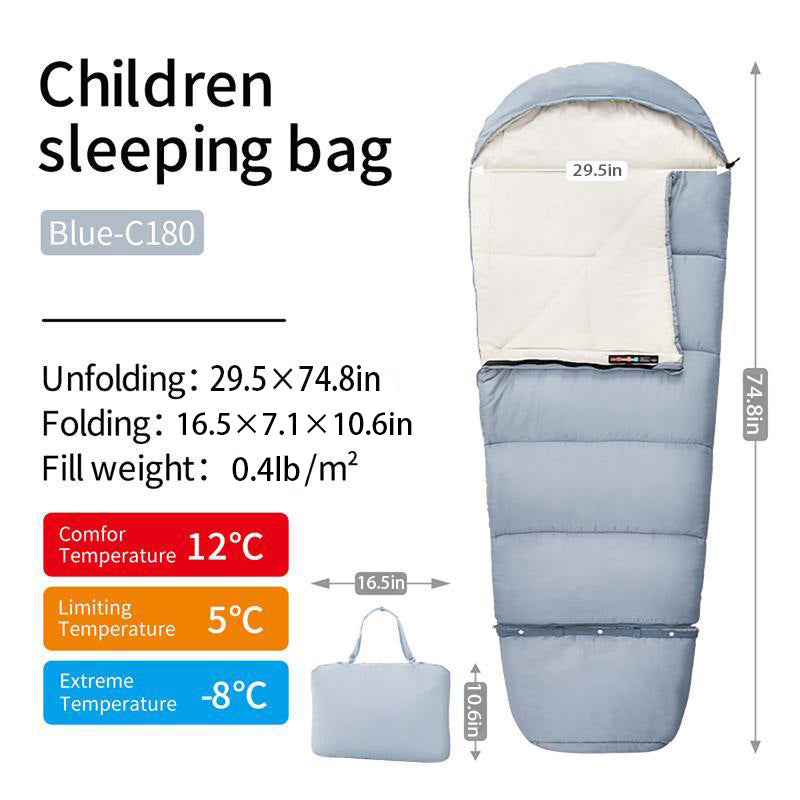 Children
sleeping bag
Blue-C180
29.5in
Unfolding: 29.5×74.8in
Folding: 16.5×7.1×10.6in
Fill weight: 0.4lb/m²
74.8in
Comfor
Temperature 12℃
Limiting
Temperature 5℃
Extreme
Temperature -8℃
16.5in
10.6in